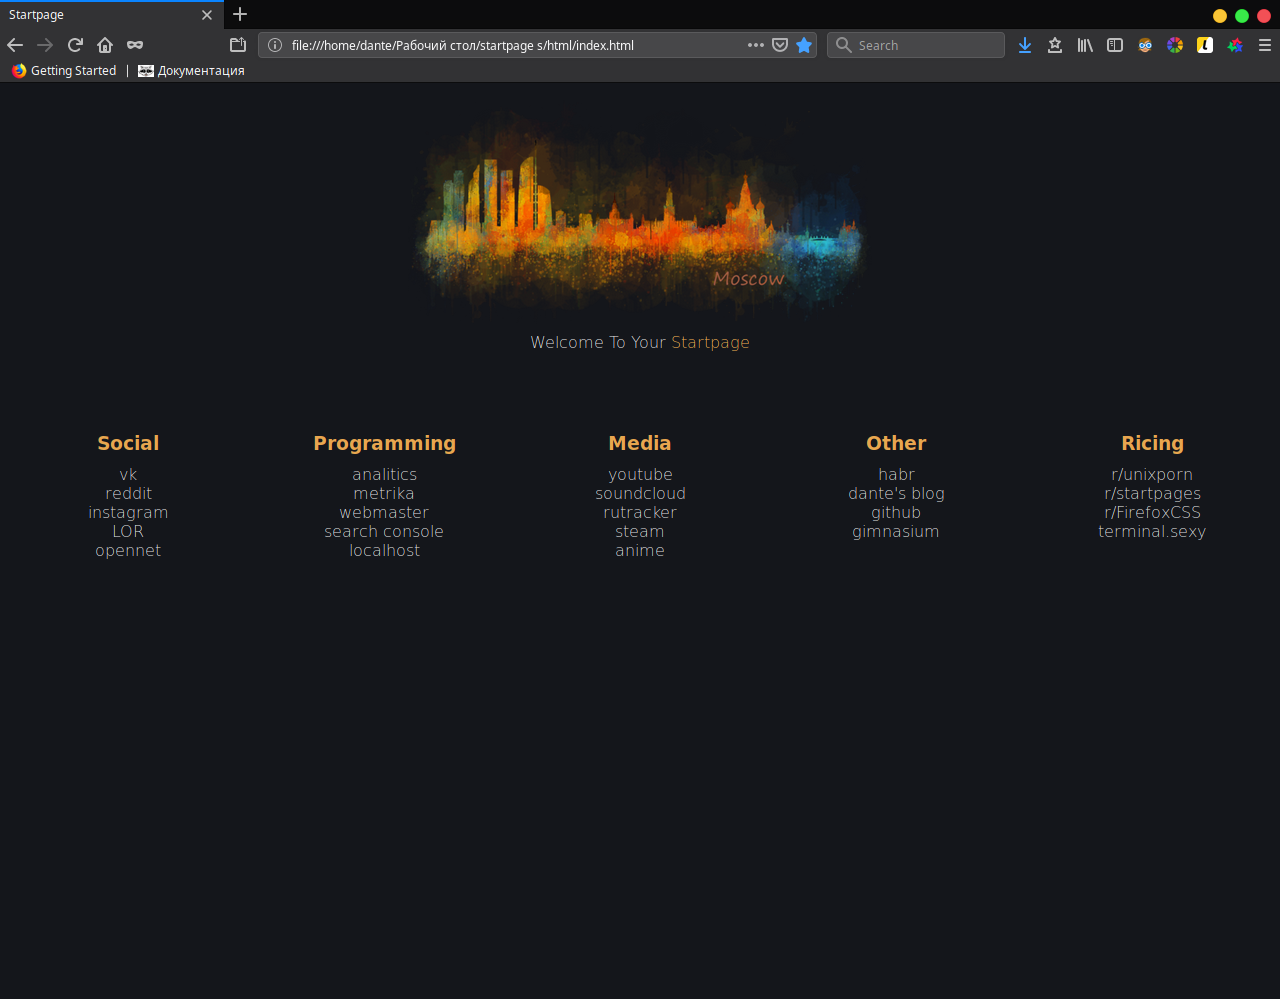 Startpage
file:///home/dante/Рабочий стол/startpage s/html/index.html
Search
Getting Started
Документация
Moscow
Welcome To Your Startpage
Social
vk
reddit
instagram
LOR
opennet
Programming
analitics
metrika
webmaster
search console
localhost
Media
youtube
soundcloud
rutracker
steam
anime
Other
habr
dante's blog
github
gimnasium
Ricing
r/unixporn
r/startpages
r/FirefoxCSS
terminal.sexy